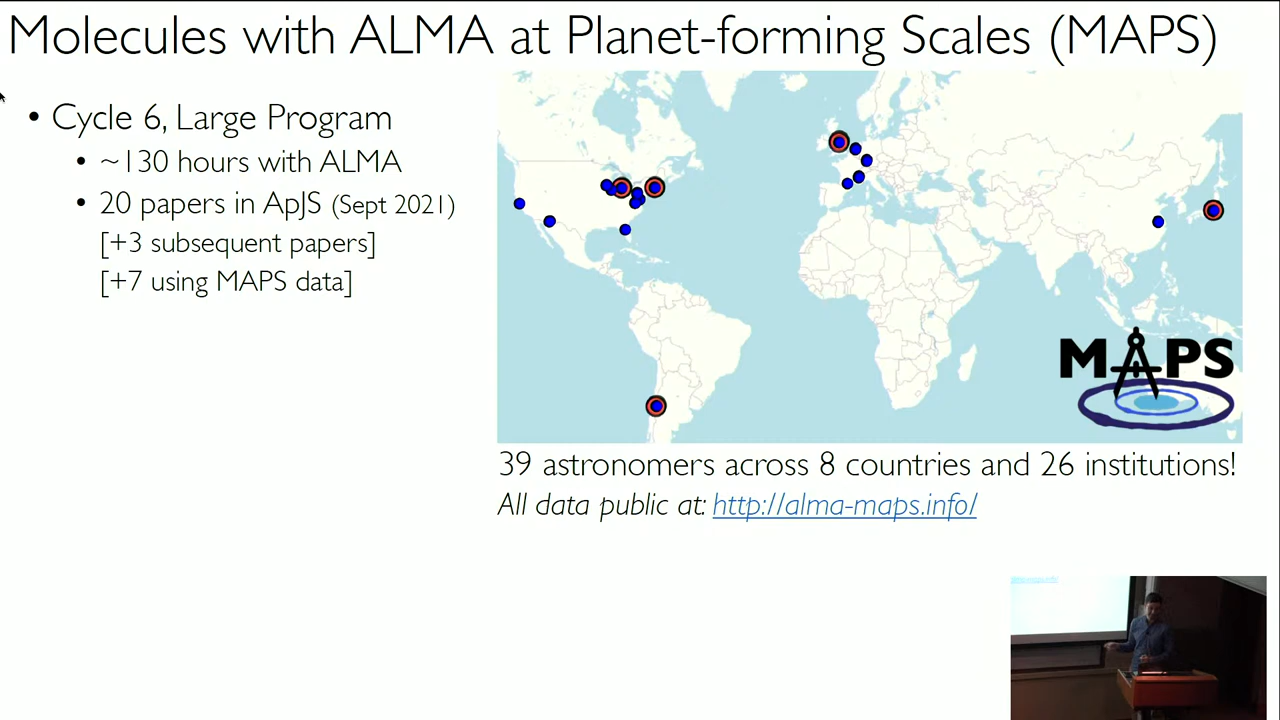 Molecules with ALMA at Planet-forming Scales (MAPS)
• Cycle 6, Large Program
• ~130 hours with ALMA
• 20 papers in ApJS (Sept 2021)
[+3 subsequent papers]
[+7 using MAPS data]
MAPS
39 astronomers across 8 countries and 26 institutions!
All data public at: http://alma-maps.info/